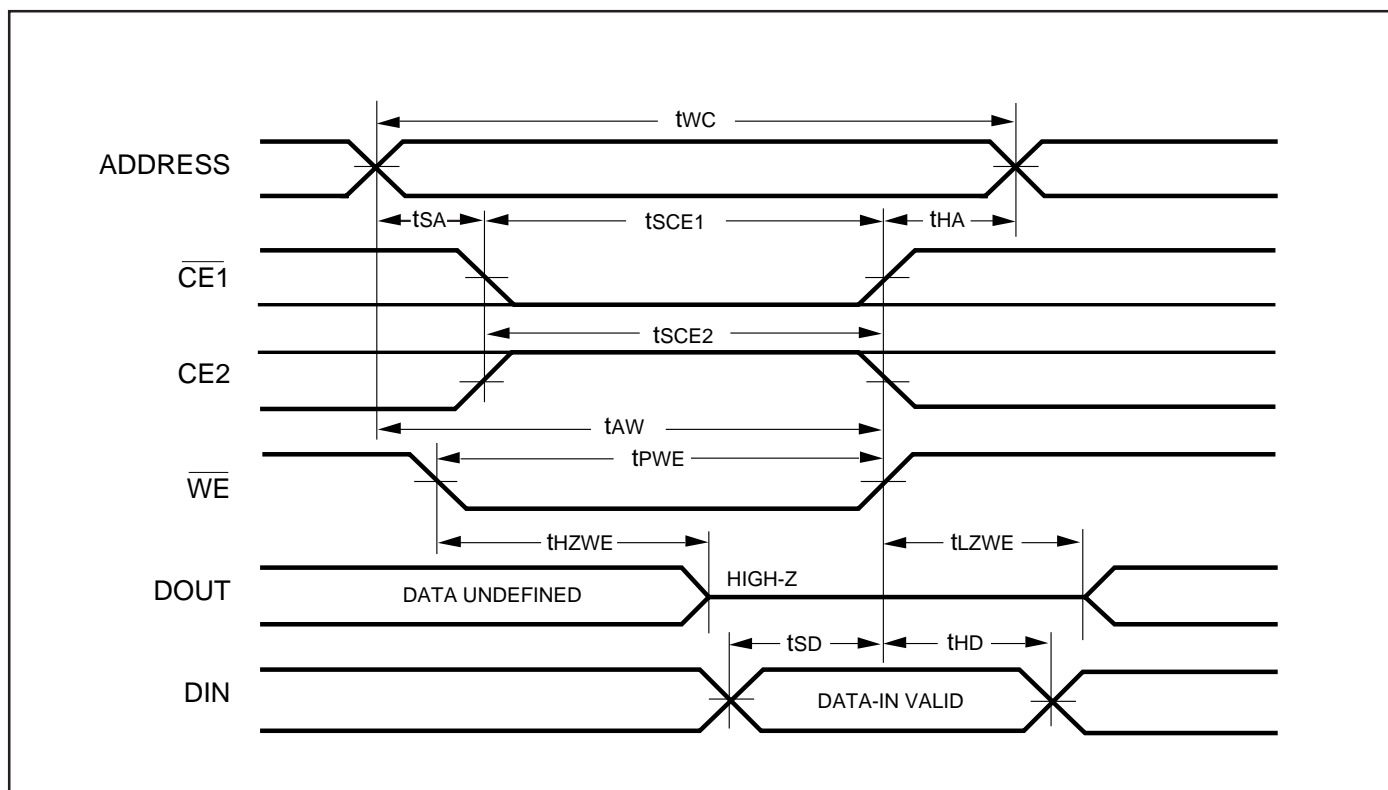 tWC
ADDRESS
tSA
tSCE1
tHA
CE1
tSCE2
CE2
tAW
tPWE
WE
tHZWE
tLZWE
DOUT
DATA UNDEFINED
HIGH-Z
tSD
tHD
DIN
DATA-IN VALID